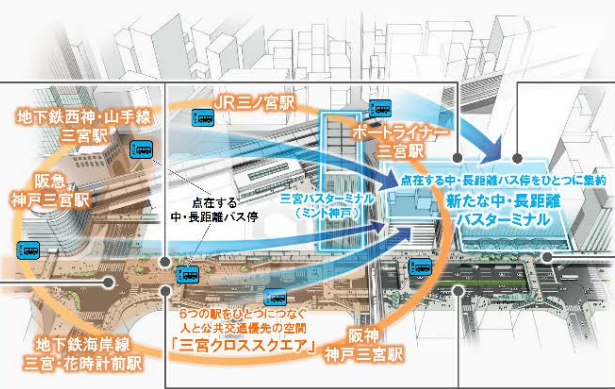 JR三ノ宮駅
地下鉄西神・山手線
三宮駅
ポートライナー
三宮駅
阪急
神戸三宮駅
点在する
中・長距離バス停
三宮バスターミナル
(ミント神戸)
点在する中・長距離バス停をひとつに集約
新たな中・長距離
バスターミナル
6つの駅をひとつにつなぐ
人と公共交通優先の空間
「三宮クロススクエア」
地下鉄海岸線
三宮・花時計前駅
阪神
神戸三宮駅